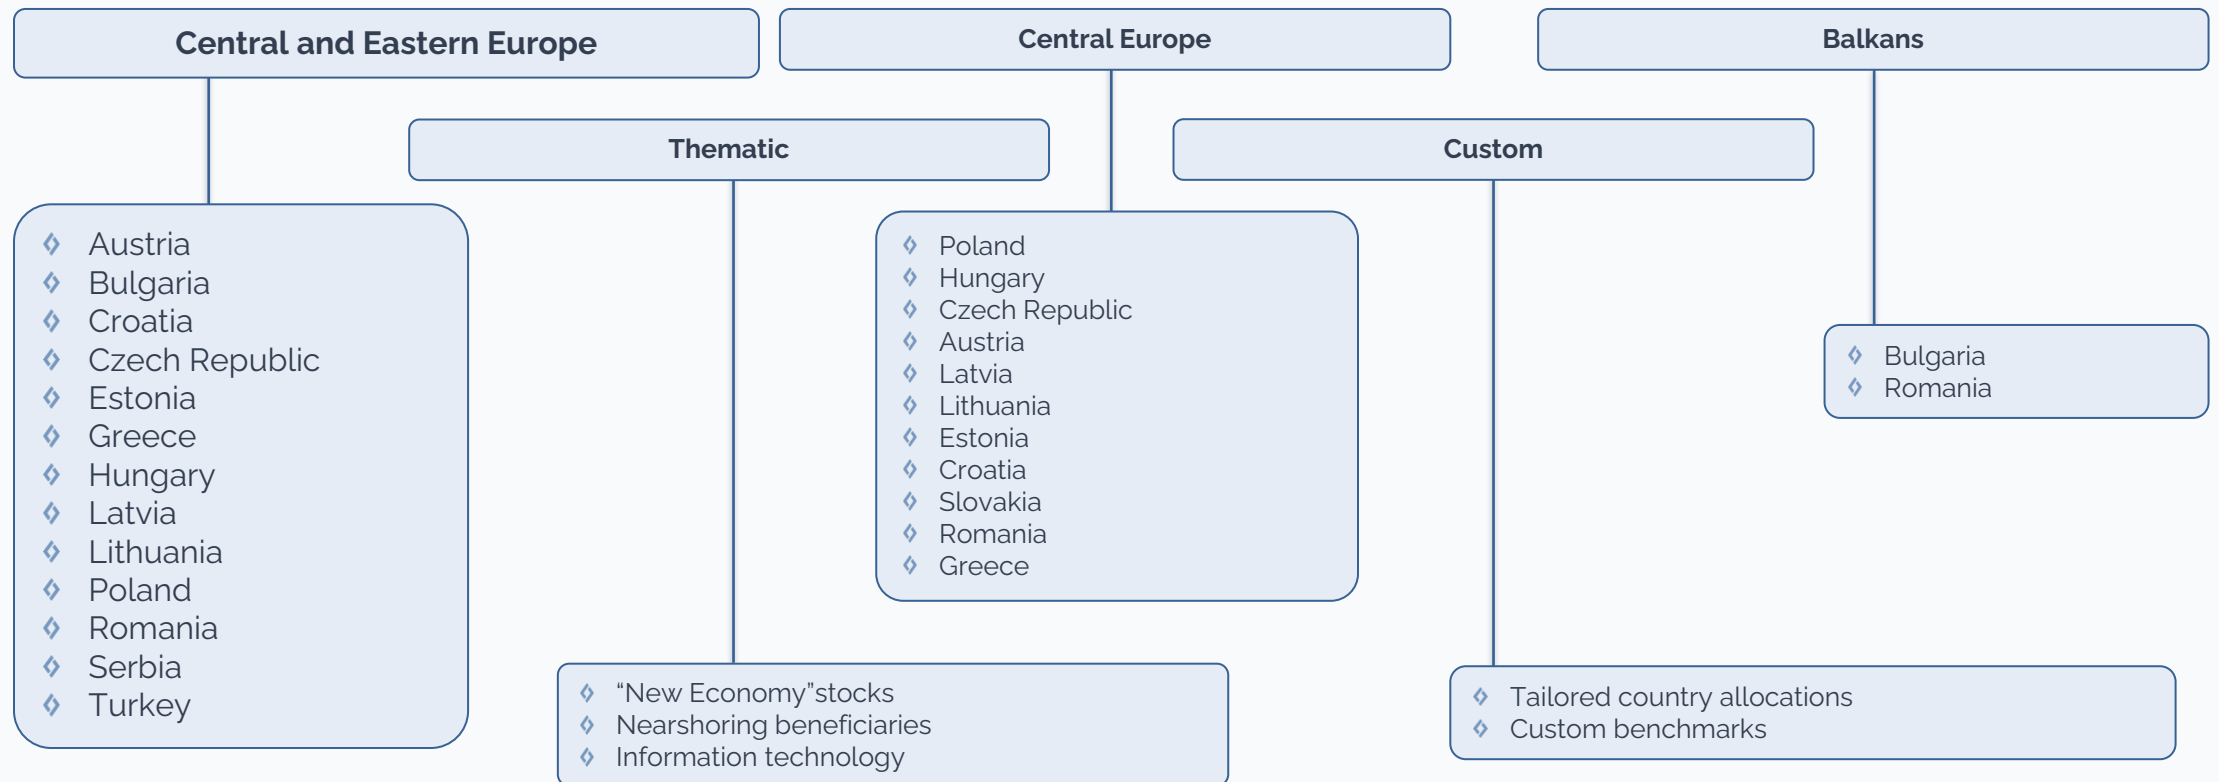 Central and Eastern Europe
Central Europe
Balkans
Thematic
Custom
Austria
Bulgaria
Croatia
Czech Republic
Estonia
Greece
Hungary
Latvia
Lithuania
Poland
Romania
Serbia
Turkey
Poland
Hungary
Czech Republic
Austria
Latvia
Lithuania
Estonia
Croatia
Slovakia
Romania
Greece
Bulgaria
Romania
“New Economy”stocks
Nearshoring beneficiaries
Information technology
Tailored country allocations
Custom benchmarks